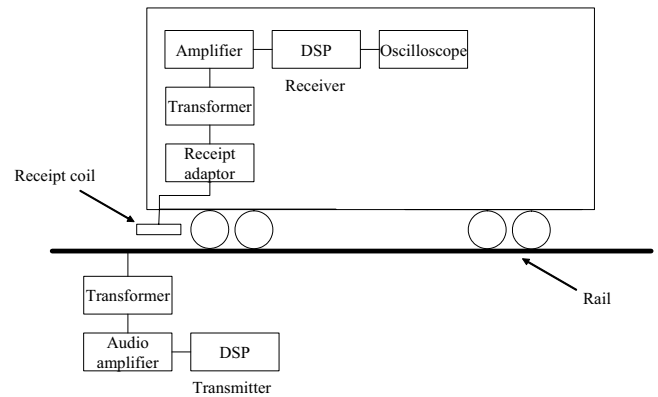 Amplifier
DSP
Oscilloscope
Receiver
Transformer
Receipt
adaptor
Receipt coil
Rail
Transformer
Audio
amplifier
DSP
Transmitter